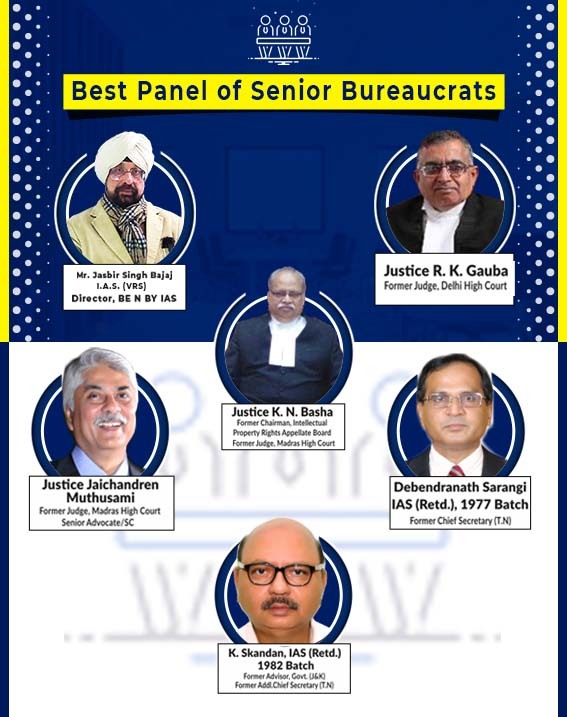 Best Panel of Senior Bureaucrats
Mr. Jasbir Singh Bajaj
I.A.S. (VRS)
Director, BE N BY IAS
Justice R. K. Gauba
Former Judge, Delhi High Court
Justice K. N. Basha
Former Chairman, Intellectual
Property Rights Appellate Board
Former Judge, Madras High Court
Justice Jaichandren
Muthusami
Former Judge, Madras High Court
Senior Advocate/SC
Debendranath Sarangi
IAS (Retd.), 1977 Batch
Former Chief Secretary (T.N)
K. Skandan, IAS (Retd.)
1982 Batch
Former Advisor, Govt. (J&K)
Former Addl.Chief Secretary (T.N)